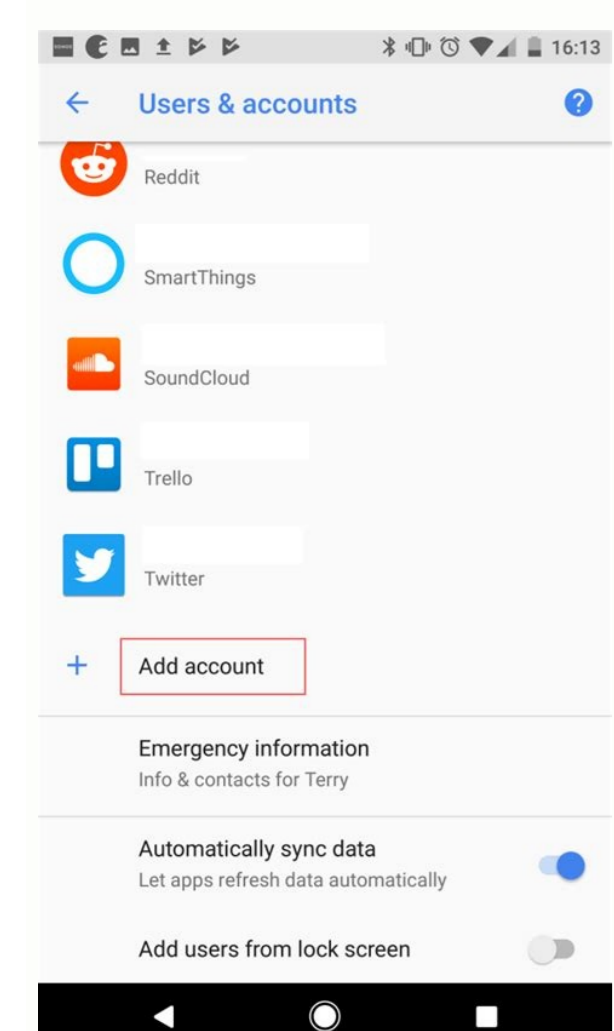 16:13
Users & accounts
Reddit
SmartThings
SoundCloud
Trello
Twitter
+ Add account
Emergency information
Info & contacts for Terry
Automatically sync data
Let apps refresh data automatically
Add users from lock screen